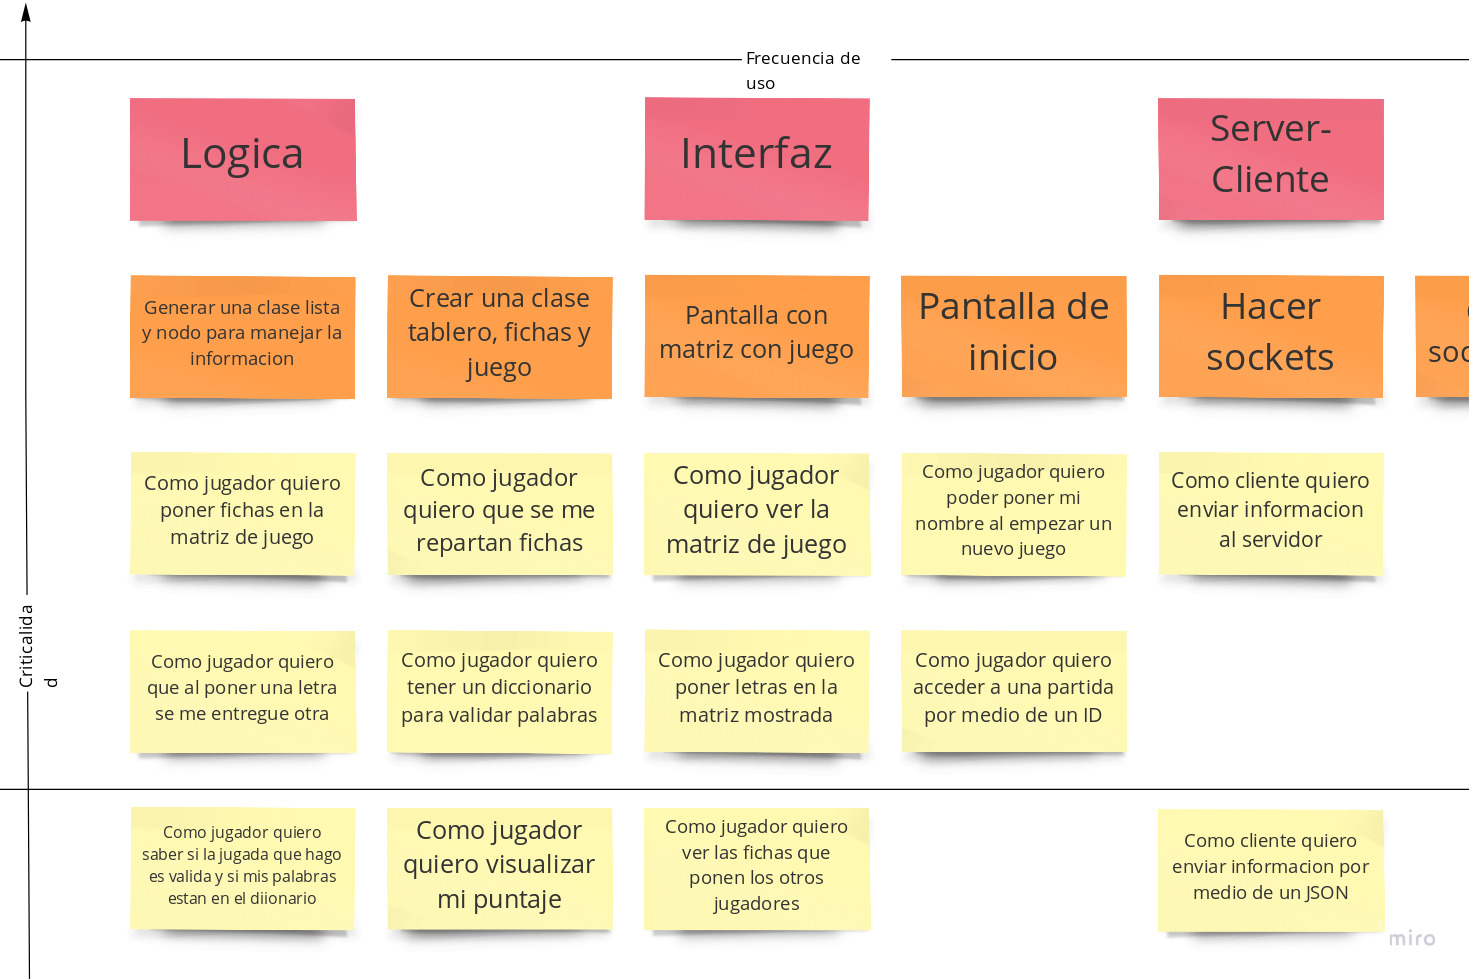 Frecuencia de
uso
Logica
Interfaz
Server-
Cliente
Generar una clase lista
y nodo para manejar la
informacion
Crear una clase
tablero, fichas y
juego
Pantalla con
matriz con juego
Pantalla de
inicio
Hacer
sockets
soc
Como jugador quiero
poner fichas en la
matriz de juego
Como jugador
quiero que se me
repartan fichas
Como jugador
quiero ver la
matriz de juego
Como jugador quiero
poder poner mi
nombre al empezar un
nuevo juego
Como cliente quiero
enviar informacion
al servidor
Criticalida
d
Como jugador quiero
que al poner una letra
se me entregue otra
Como jugador quiero
tener un diccionario
para validar palabras
Como jugador quiero
poner letras en la
matriz mostrada
Como jugador quiero
acceder a una partida
por medio de un ID
Como jugador quiero
saber si la jugada que hago
es valida y si mis palabras
estan en el diionario
Como jugador
quiero visualizar
mi puntaje
Como jugador quiero
ver las fichas que
ponen los otros
jugadores
Como cliente quiero
enviar informacion por
medio de un JSON
miro